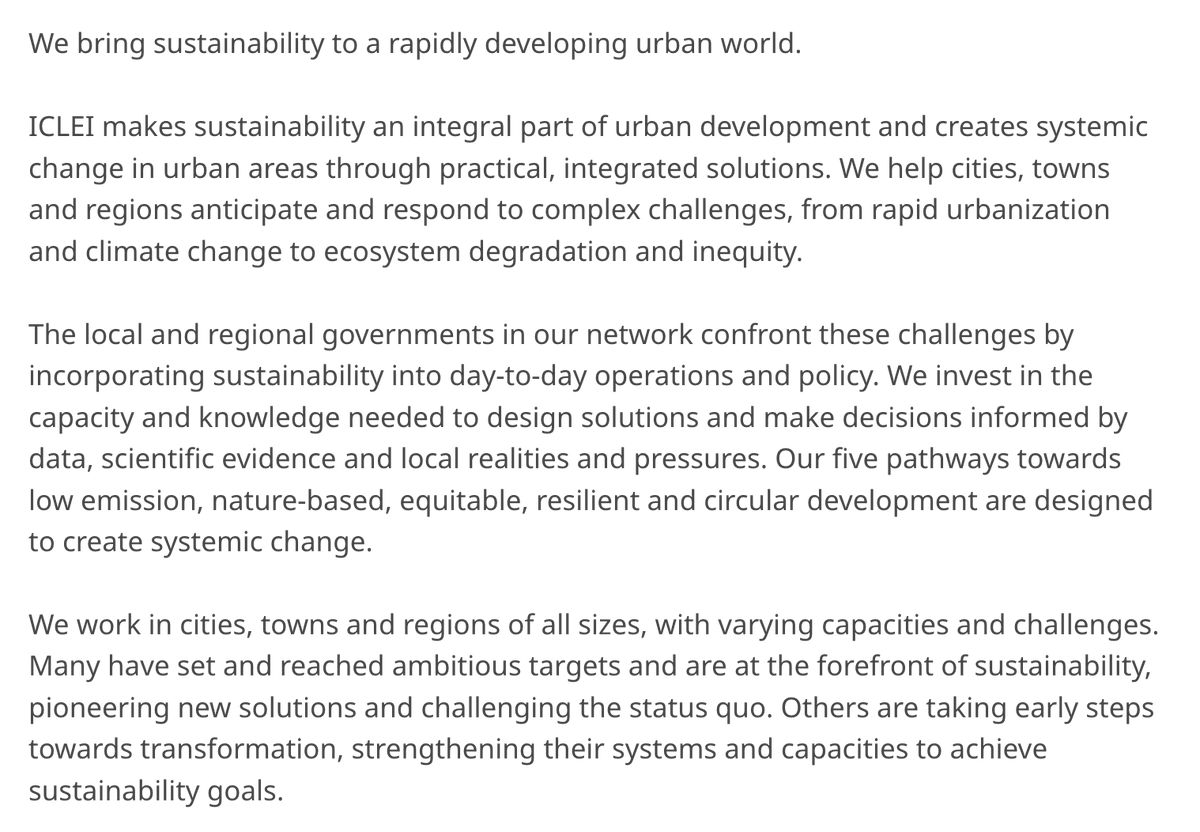 We bring sustainability to a rapidly developing urban world.
ICLEI makes sustainability an integral part of urban development and creates systemic
change in urban areas through practical, integrated solutions. We help cities, towns
and regions anticipate and respond to complex challenges, from rapid urbanization
and climate change to ecosystem degradation and inequity.
The local and regional governments in our network confront these challenges by
incorporating sustainability into day-to-day operations and policy. We invest in the
capacity and knowledge needed to design solutions and make decisions informed by
data, scientific evidence and local realities and pressures. Our five pathways towards
low emission, nature-based, equitable, resilient and circular development are designed
to create systemic change.
We work in cities, towns and regions of all sizes, with varying capacities and challenges.
Many have set and reached ambitious targets and are at the forefront of sustainability,
pioneering new solutions and challenging the status quo. Others are taking early steps
towards transformation, strengthening their systems and capacities to achieve
sustainability goals.